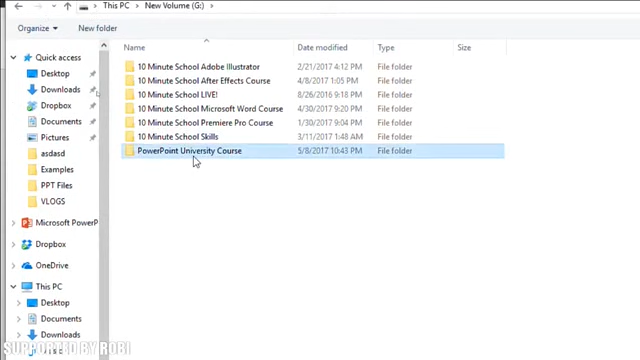 This PC > New Volume (G:) >
Organize New folder
Name Date modified Type Size
Quick access
Desktop
Downloads
Dropbox
Documents
Pictures
asdasd
Examples
PPT Files
VLOGS
Microsoft PowerP
Dropbox
OneDrive
This PC
Desktop
Documents
Downloads
10 Minute School Adobe Illustrator 2/21/2017 4:12 PM File folder
10 Minute School After Effects Course 4/8/2017 1:05 PM File folder
10 Minute School LIVE! 8/26/2016 9:18 PM File folder
10 Minute School Microsoft Word Course 4/30/2017 9:20 PM File folder
10 Minute School Premiere Pro Course 1/30/2017 9:04 PM File folder
10 Minute School Skills 3/11/2017 1:48 AM File folder
PowerPoint University Course 5/8/2017 10:43 PM File folder
SUPPORTED BY ROBI